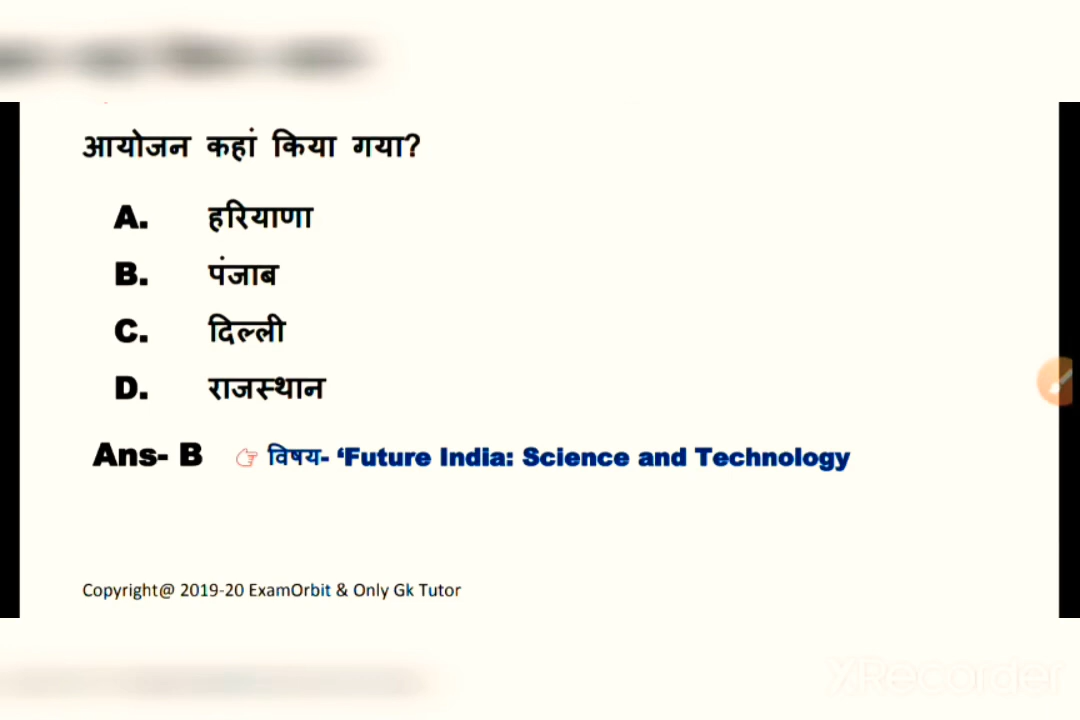 आयोजन कहां किया गया?
A. हरियाणा
B. पंजाब
C. दिल्ली
D. राजस्थान
Ans- B 👉 विषय- ‘Future India: Science and Technology
Copyright@ 2019-20 ExamOrbit & Only Gk Tutor
XRecorder